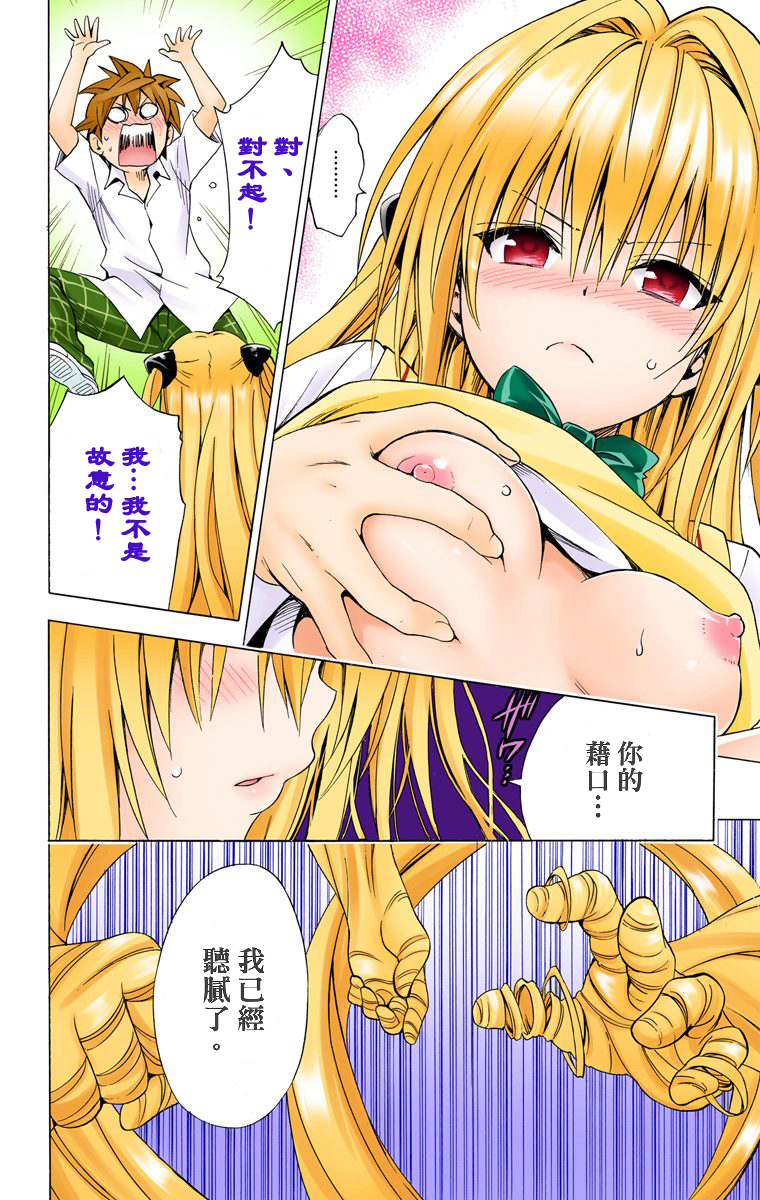 ……
對、
對不起！
我…我不是
故意的！
ザワ…
你的
藉口…
我已經
聽膩了。